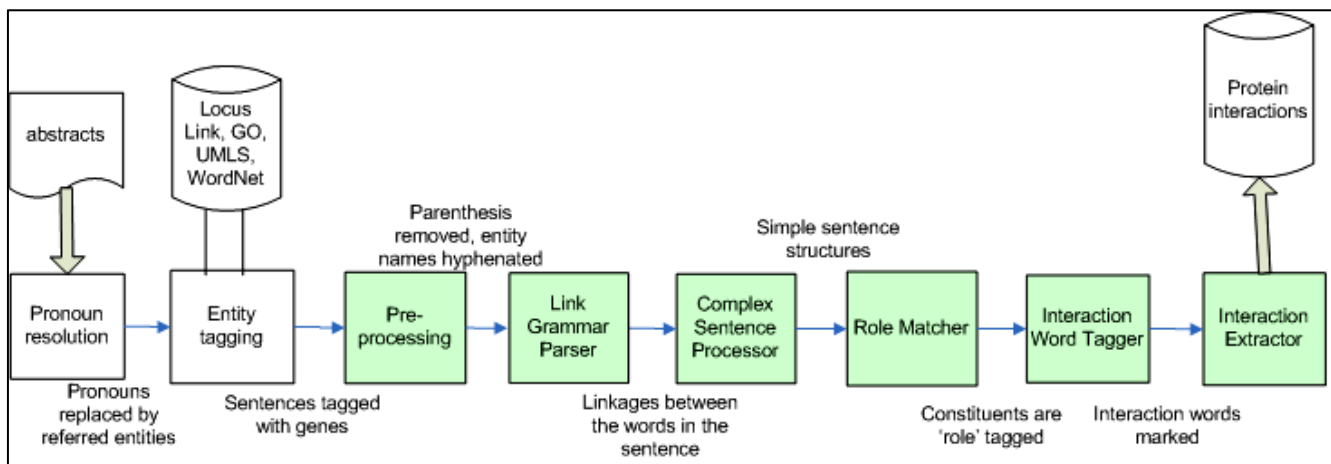 abstracts
Locus
Link, GO,
UMLS,
WordNet
Protein
interactions
Parenthesis
removed, entity
names hyphenated
Simple sentence
structures
Pronoun
resolution
Entity
tagging
Pre-
processing
Link
Grammar
Parser
Complex
Sentence
Processor
Role Matcher
Interaction
Word Tagger
Interaction
Extractor
Pronouns
replaced by
referred entities
Sentences tagged
with genes
Linkages between
the words in the
sentence
Constituents are
'role' tagged
Interaction words
marked